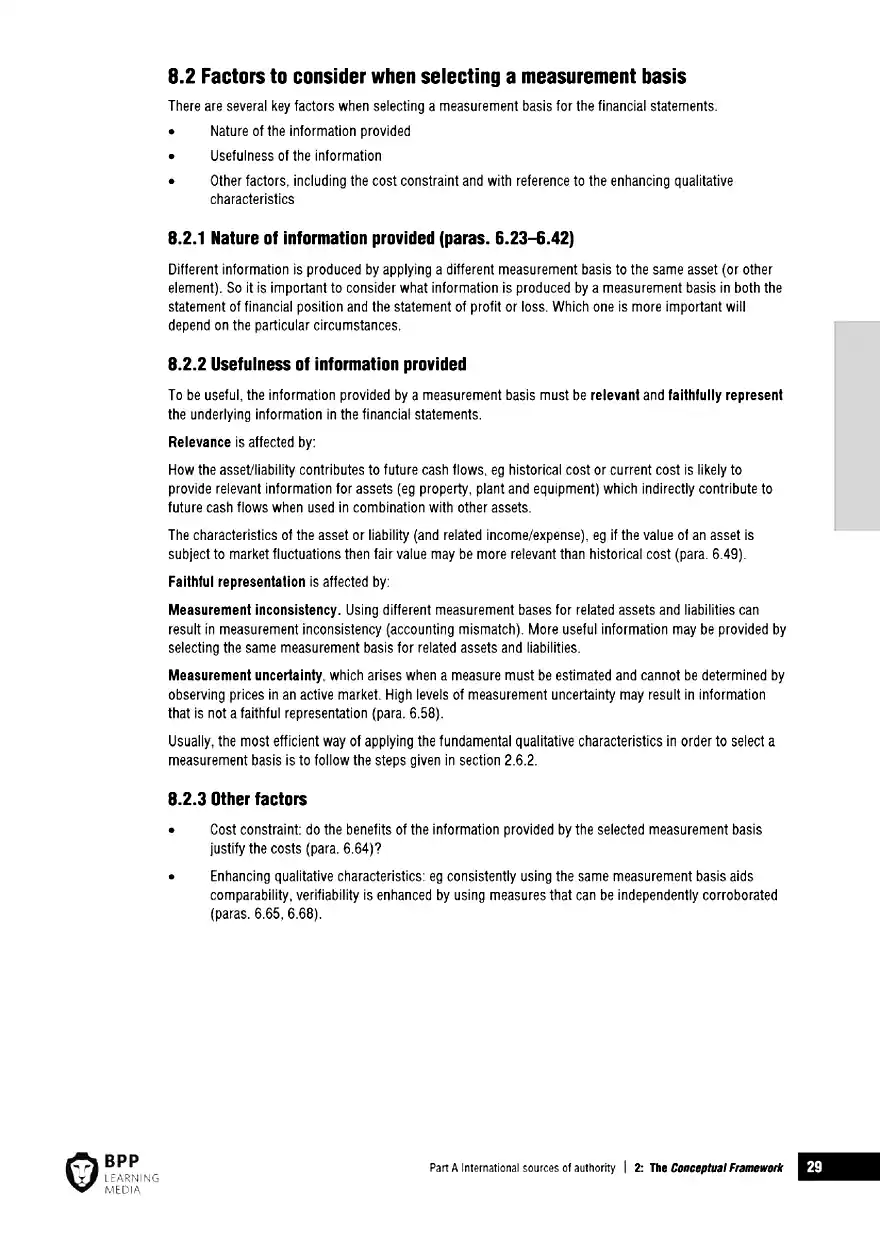 8.2 Factors to consider when selecting a measurement basis
There are several key factors when selecting a measurement basis for the financial statements.
• Nature of the information provided
• Usefulness of the information
• Other factors, including the cost constraint and with reference to the enhancing qualitative
characteristics
8.2.1 Nature of information provided (paras. 6.23–6.42)
Different information is produced by applying a different measurement basis to the same asset (or other
element). So it is important to consider what information is produced by a measurement basis in both the
statement of financial position and the statement of profit or loss. Which one is more important will
depend on the particular circumstances.
8.2.2 Usefulness of information provided
To be useful, the information provided by a measurement basis must be relevant and faithfully represent
the underlying information in the financial statements.
Relevance is affected by:
How the asset/liability contributes to future cash flows, eg historical cost or current cost is likely to
provide relevant information for assets (eg property, plant and equipment) which indirectly contribute to
future cash flows when used in combination with other assets.
The characteristics of the asset or liability (and related income/expense), eg if the value of an asset is
subject to market fluctuations then fair value may be more relevant than historical cost (para. 6.49).
Faithful representation is affected by:
Measurement inconsistency. Using different measurement bases for related assets and liabilities can
result in measurement inconsistency (accounting mismatch). More useful information may be provided by
selecting the same measurement basis for related assets and liabilities.
Measurement uncertainty, which arises when a measure must be estimated and cannot be determined by
observing prices in an active market. High levels of measurement uncertainty may result in information
that is not a faithful representation (para. 6.58).
Usually, the most efficient way of applying the fundamental qualitative characteristics in order to select a
measurement basis is to follow the steps given in section 2.6.2.
8.2.3 Other factors
• Cost constraint: do the benefits of the information provided by the selected measurement basis
justify the costs (para. 6.64)?
• Enhancing qualitative characteristics: eg consistently using the same measurement basis aids
comparability, verifiability is enhanced by using measures that can be independently corroborated
(paras. 6.65, 6.68).
BPP
LEARNING
MEDIA
Part A International sources of authority | 2: The Conceptual Framework 29